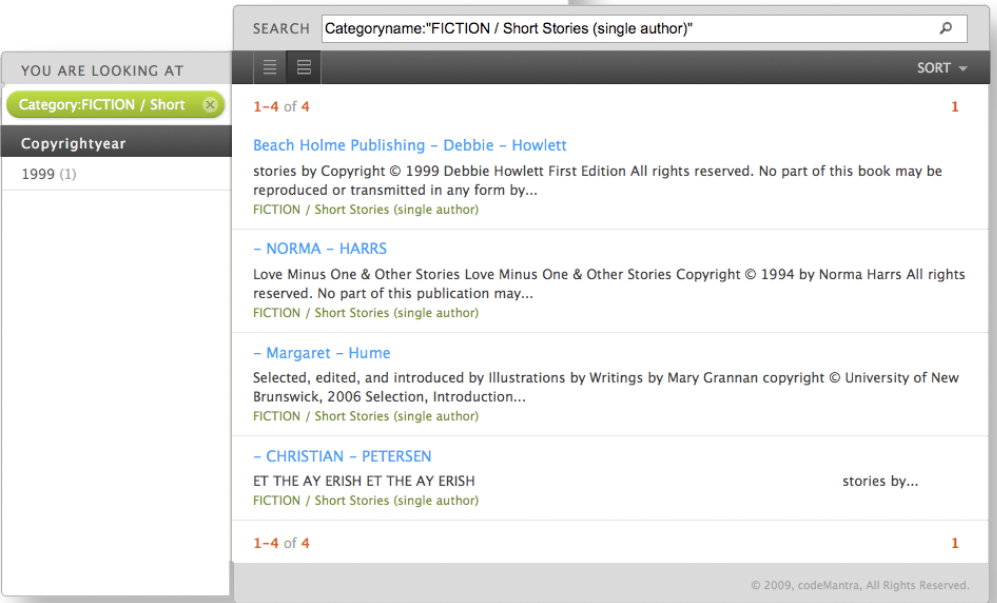 SEARCH Categoryname:"FICTION / Short Stories (single author)"
YOU ARE LOOKING AT
SORT
Category:FICTION / Short
Copyrightyear
1999 (1)
1–4 of 4 1
Beach Holme Publishing – Debbie – Howlett
stories by Copyright © 1999 Debbie Howlett First Edition All rights reserved. No part of this book may be
reproduced or transmitted in any form by...
FICTION / Short Stories (single author)
– NORMA – HARRS
Love Minus One & Other Stories Love Minus One & Other Stories Copyright © 1994 by Norma Harrs All rights
reserved. No part of this publication may...
FICTION / Short Stories (single author)
– Margaret – Hume
Selected, edited, and introduced by Illustrations by Writings by Mary Grannan copyright © University of New
Brunswick, 2006 Selection, Introduction...
FICTION / Short Stories (single author)
– CHRISTIAN – PETERSEN
ET THE AY ERISH ET THE AY ERISH stories by...
FICTION / Short Stories (single author)
1–4 of 4 1
© 2009, codeMantra, All Rights Reserved.